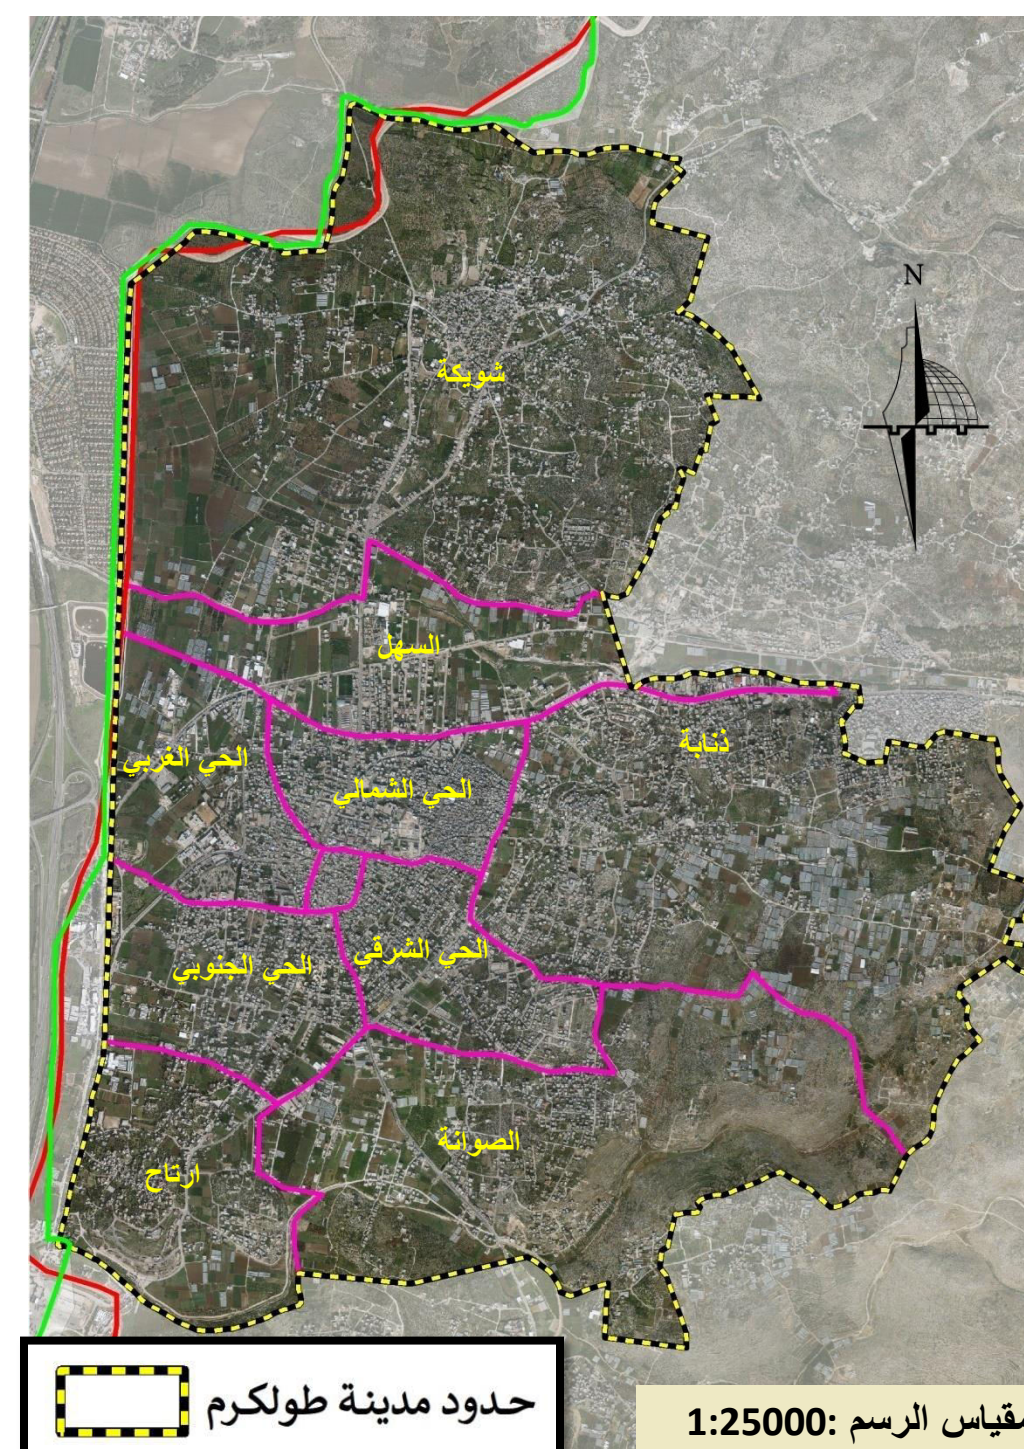 N
شويكة
السهل
ذنابة
الحي الغربي
الحي الشمالي
الحي الشرقي
الحي الجنوبي
الصوانة
ارتاح
حدود مدينة طولكرم
مقياس الرسم :1:25000